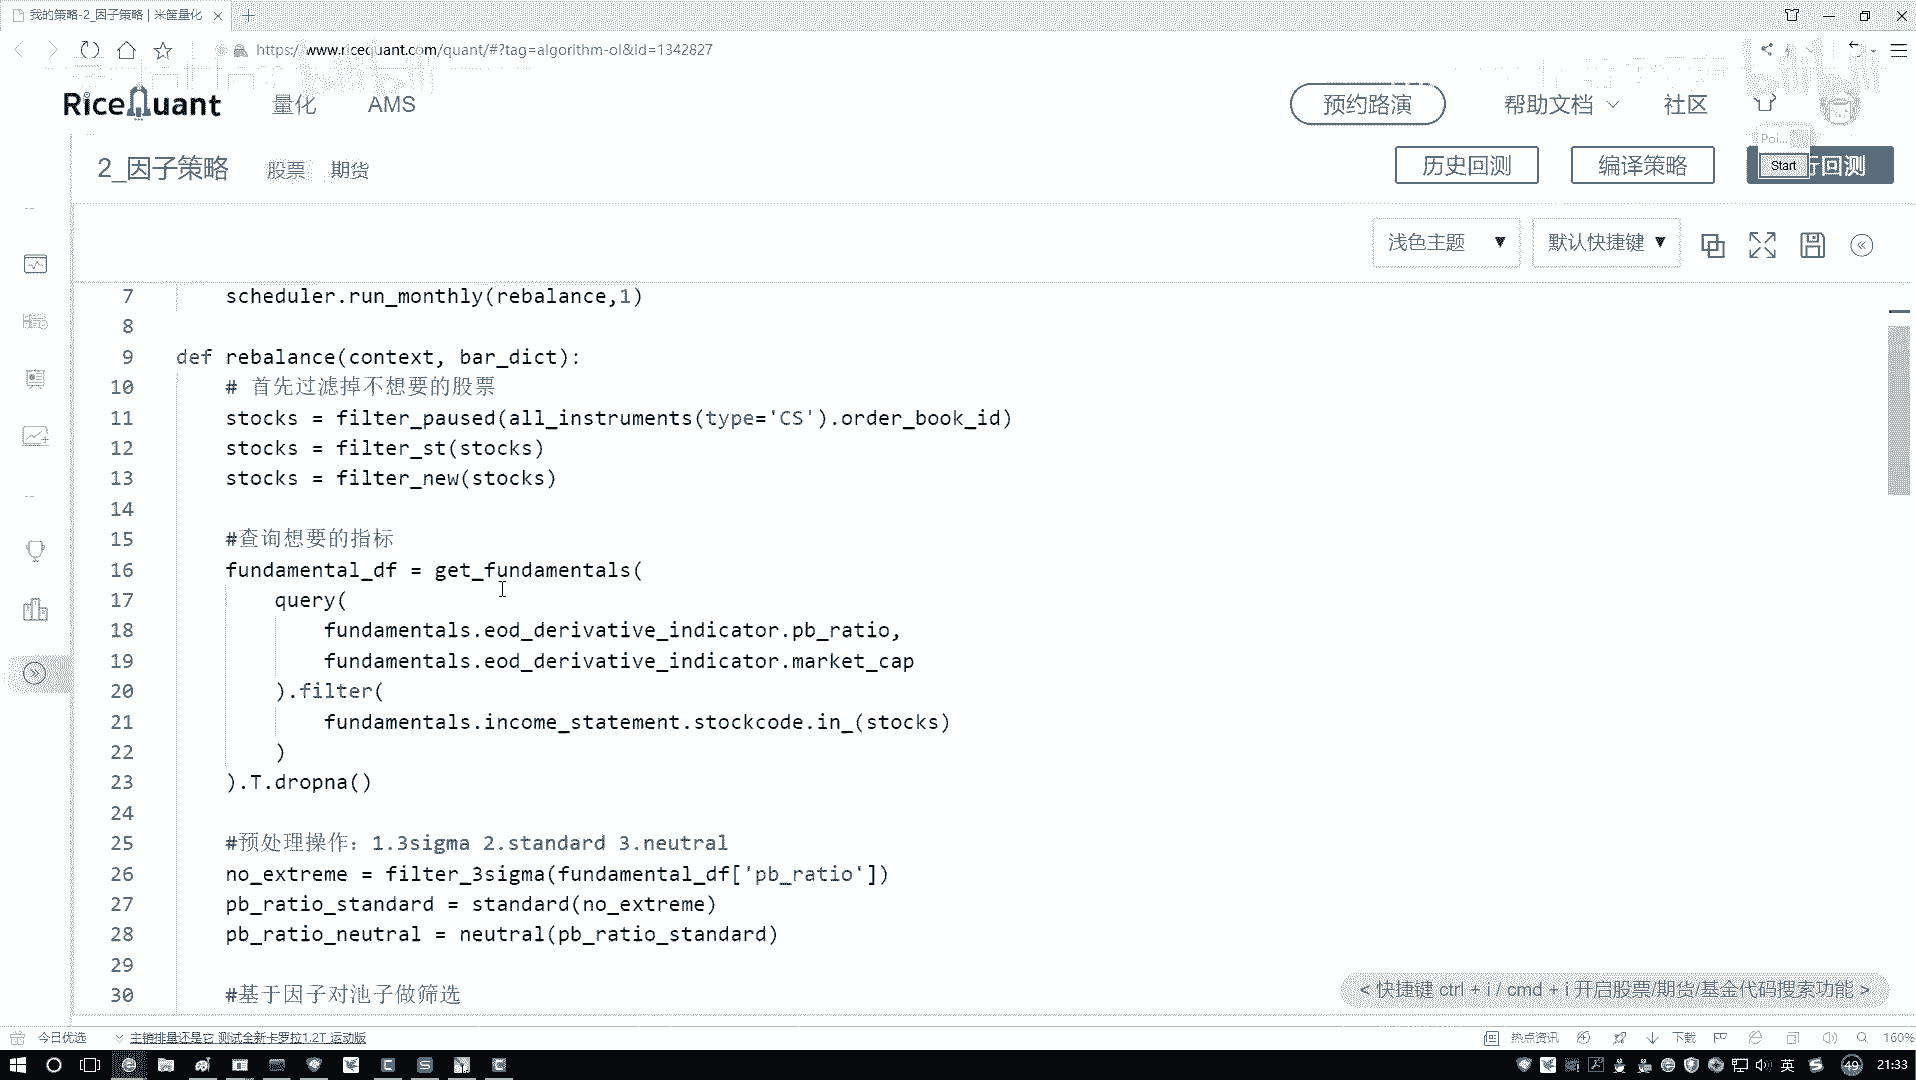 我的策略-2_因子策略 | 米筐量化
https://www.ricequant.com/quant/#?tag=algorithm-ol&id=1342827
RiceQuant 量化 AMS 预约路演 帮助文档 社区
Poi...
2_因子策略 股票 期货 历史回测 编译策略 Start 行回测
浅色主题 ▼ 默认快捷键 ▼
7 scheduler.run_monthly(rebalance,1)
8
9 def rebalance(context, bar_dict):
10 # 首先过滤掉不想要的股票
11 stocks = filter_paused(all_instruments(type='CS').order_book_id)
12 stocks = filter_st(stocks)
13 stocks = filter_new(stocks)
14
15 #查询想要的指标
16 fundamental_df = get_fundamentals(
17 query(
18 fundamentals.eod_derivative_indicator.pb_ratio,
19 fundamentals.eod_derivative_indicator.market_cap
20 ).filter(
21 fundamentals.income_statement.stockcode.in_(stocks)
22 )
23 ).T.dropna()
24
25 #预处理操作：1.3sigma 2.standard 3.neutral
26 no_extreme = filter_3sigma(fundamental_df['pb_ratio'])
27 pb_ratio_standard = standard(no_extreme)
28 pb_ratio_neutral = neutral(pb_ratio_standard)
29
30 #基于因子对池子做筛选
< 快捷键 ctrl + i / cmd + i 开启股票/期货/基金代码搜索功能 >
今日优选 主销排量还是它 测试全新卡罗拉1.2T 运动版 热点资讯 下载 160%
英 49 21:33